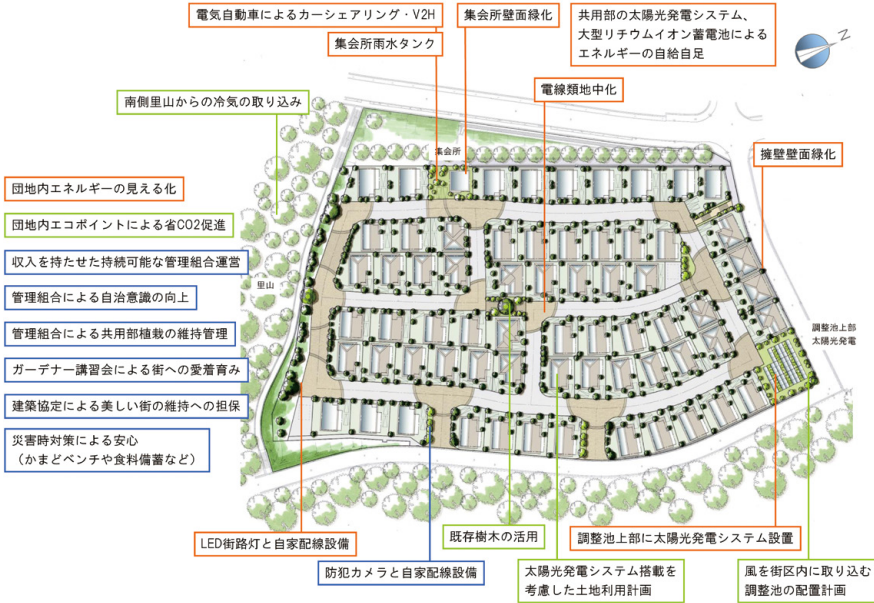 電気自動車によるカーシェアリング・V2H
集会所壁面緑化
共用部の太陽光発電システム、
大型リチウムイオン蓄電池による
エネルギーの自給自足
Z
集会所雨水タンク
電線類地中化
南側里山からの冷気の取り込み
集会所
擁壁壁面緑化
団地内エネルギーの見える化
団地内エコポイントによる省CO2促進
収入を持たせた持続可能な管理組合運営
里山
管理組合による自治意識の向上
管理組合による共用部植栽の維持管理
調整池上部
太陽光発電
ガーデナー講習会による街への愛着育み
建築協定による美しい街の維持への担保
災害時対策による安心
(かまどベンチや食料備蓄など)
LED街路灯と自家配線設備
既存樹木の活用
調整池上部に太陽光発電システム設置
防犯カメラと自家配線設備
太陽光発電システム搭載を
考慮した土地利用計画
風を街区内に取り込む
調整池の配置計画